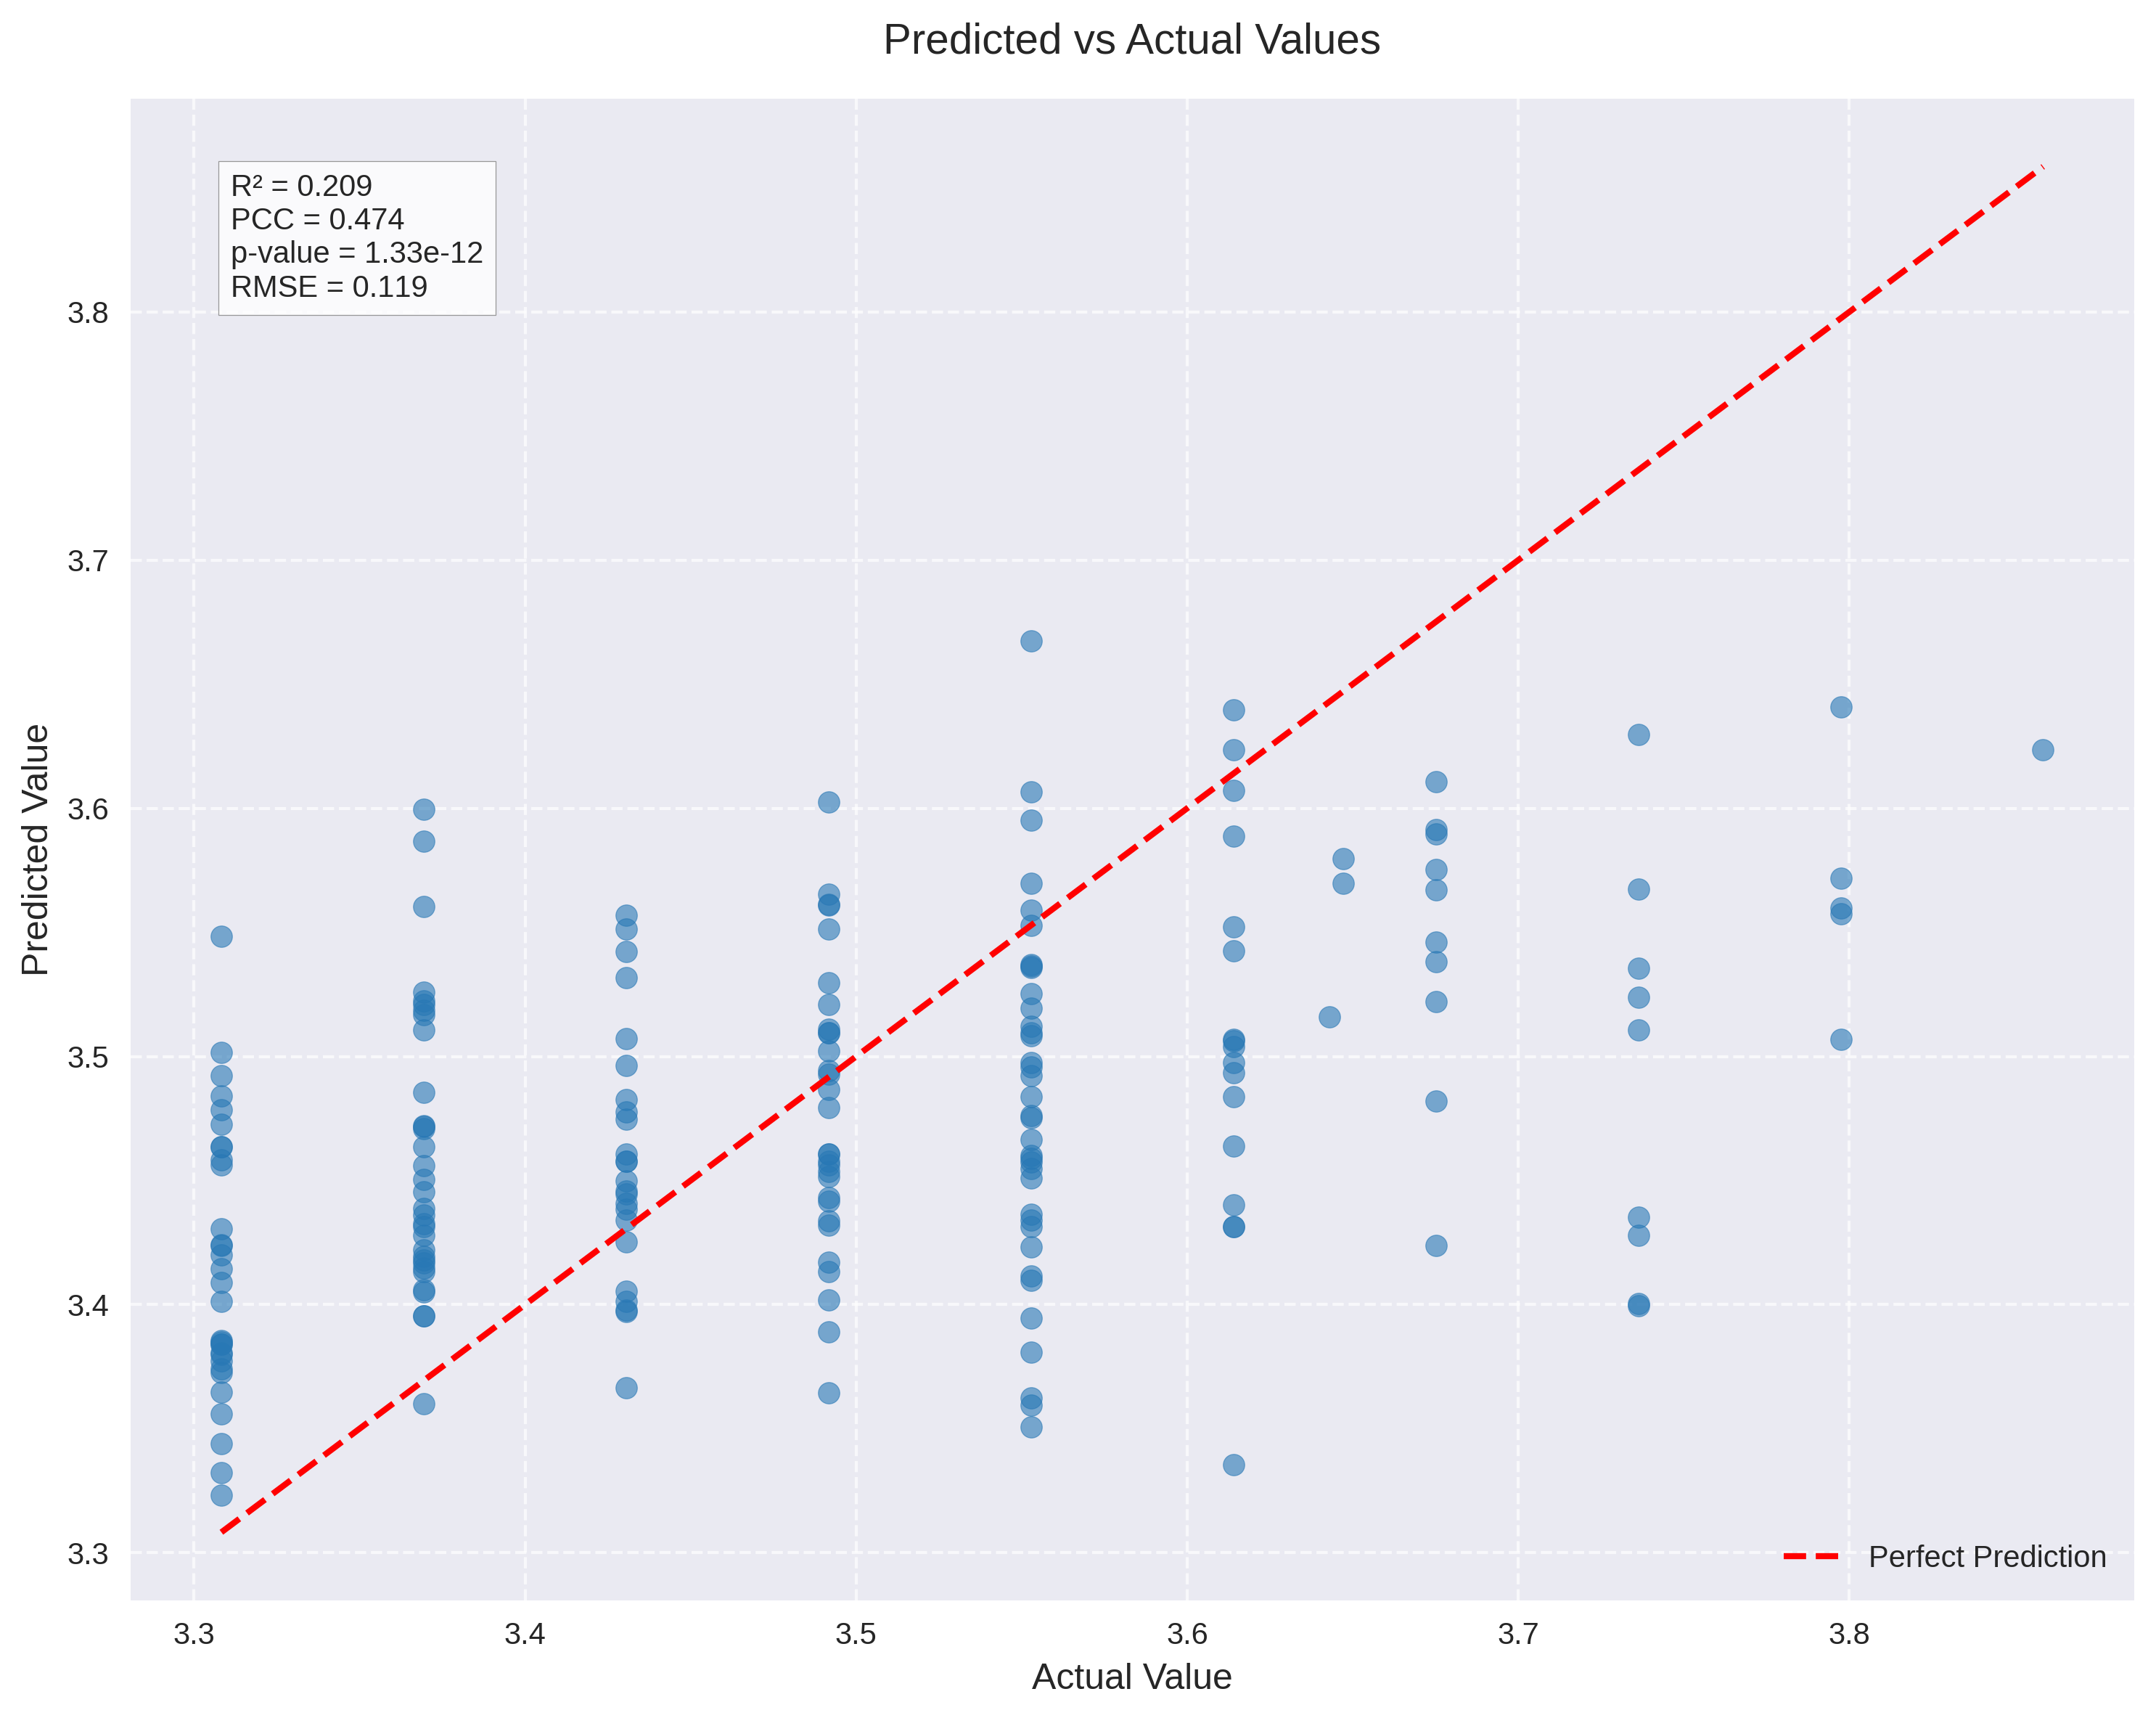 Predicted vs Actual Values
R² = 0.209
PCC = 0.474
p-value = 1.33e-12
RMSE = 0.119
3.8
3.7
3.6
3.5
3.4
3.3
Predicted Value
Perfect Prediction
3.3 3.4 3.5 3.6 3.7 3.8
Actual Value